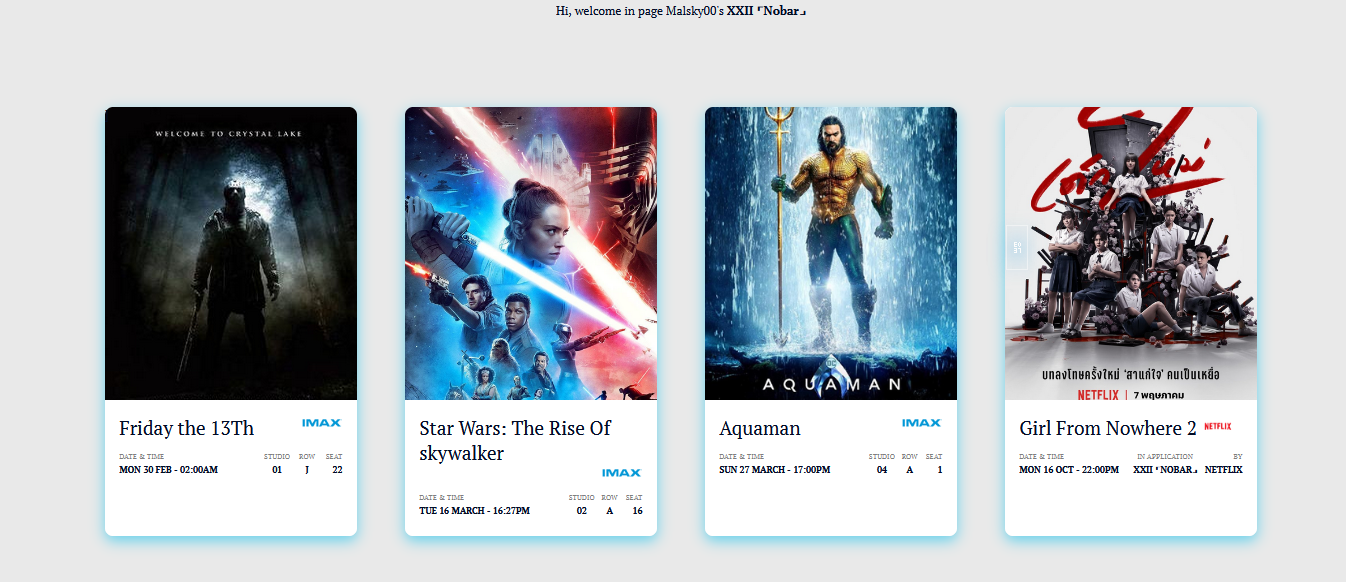 Hi, welcome in page Malsky00's XXII ⸢Nobar⸥
WELCOME TO CRYSTAL LAKE
Friday the 13Th
IMAX
DATE & TIME STUDIO ROW SEAT
MON 30 FEB - 02:00AM 01 J 22
Star Wars: The Rise Of
skywalker
IMAX
DATE & TIME STUDIO ROW SEAT
TUE 16 MARCH - 16:27PM 02 A 16
DC
AQUAMAN
Aquaman
IMAX
DATE & TIME STUDIO ROW SEAT
SUN 27 MARCH - 17:00PM 04 A 1
เด็กใหม่
บทลงโทษครั้งใหม่ 'สาแก่ใจ' คนเป็นเหยื่อ
NETFLIX | 7 พฤษภาคม
Girl From Nowhere 2 NETFLIX
DATE & TIME IN APPLICATION BY
MON 16 OCT - 22:00PM XXII ⸢NOBAR⸥ NETFLIX